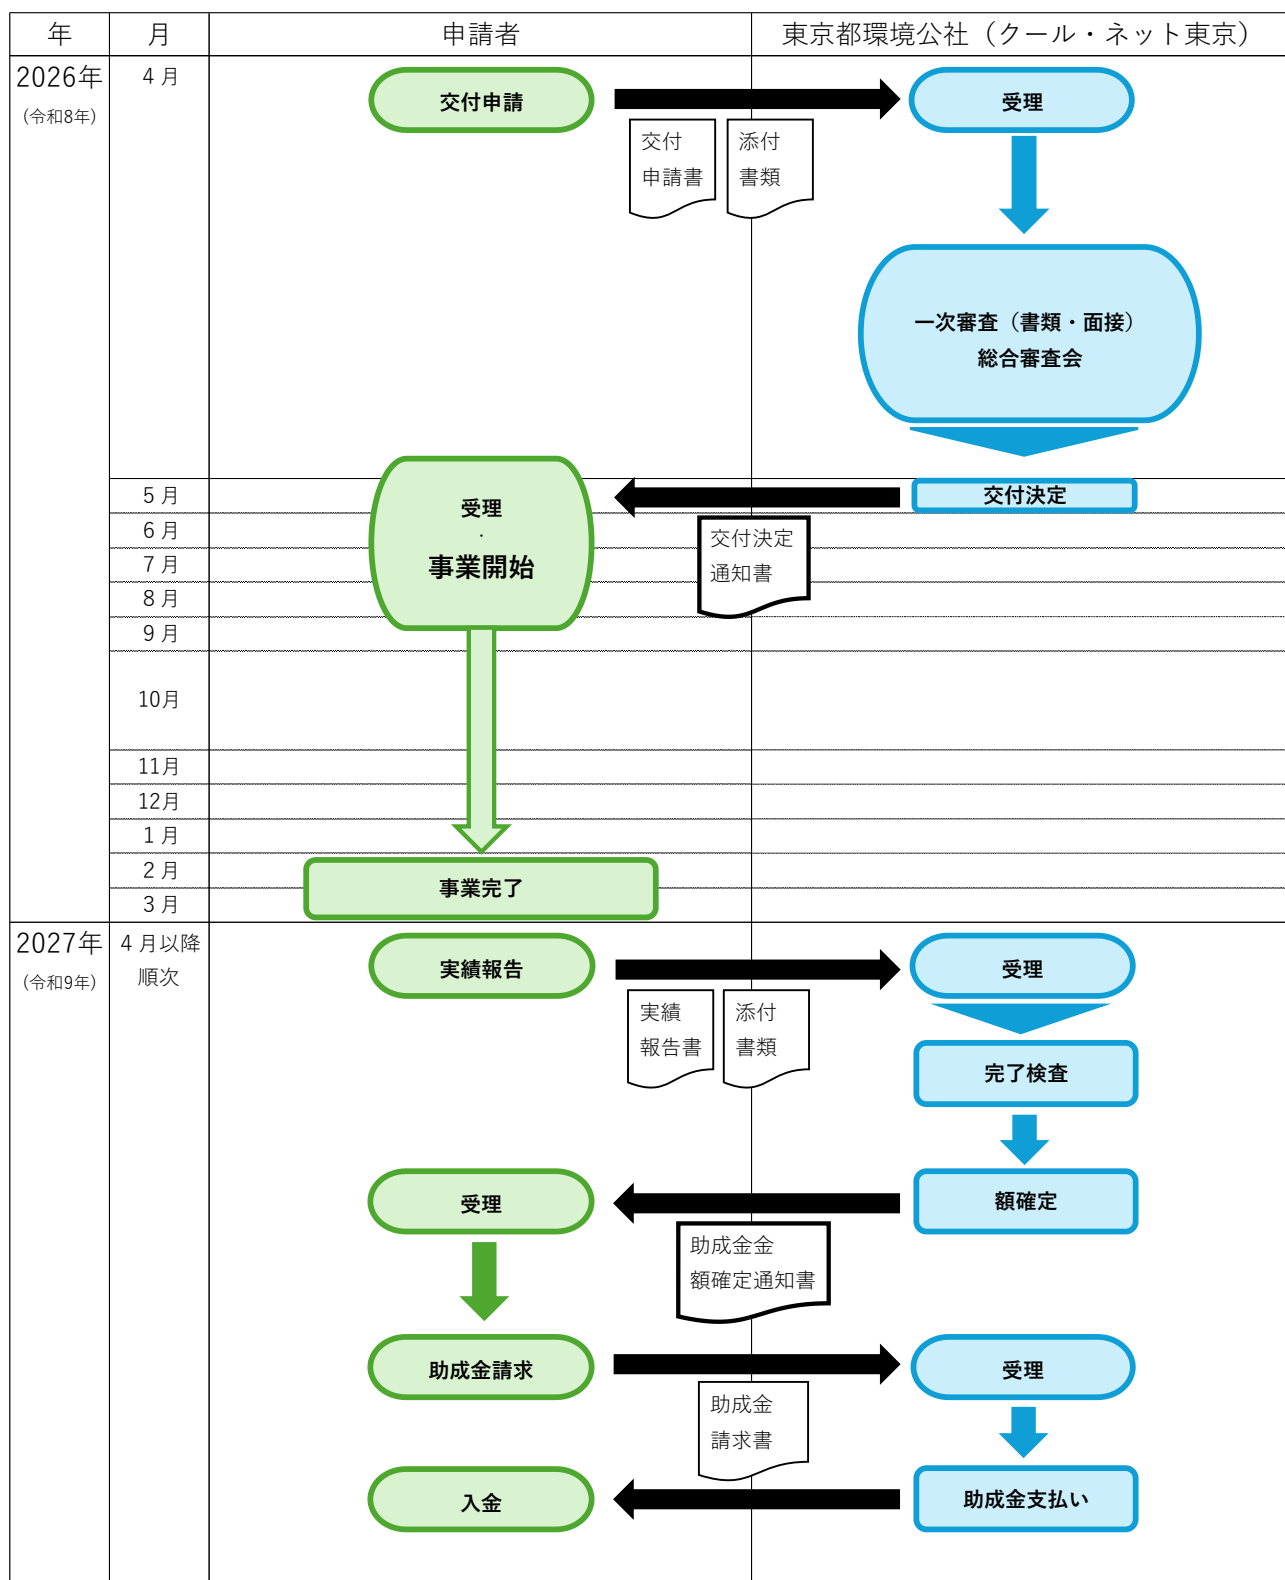 年 月 申請者 東京都環境公社（クール・ネット東京）
2026年 4月
(令和8年)
交付申請
受理
交付
申請書
添付
書類
一次審査（書類・面接）
総合審査会
5月
交付決定
受理
・
事業開始
交付決定
通知書
6月
7月
8月
9月
10月
11月
12月
1月
2月
事業完了
3月
2027年 4月以降
(令和9年) 順次
実績報告
受理
実績
報告書
添付
書類
完了検査
額確定
受理
助成金金
額確定通知書
助成金請求
受理
助成金
請求書
助成金支払い
入金